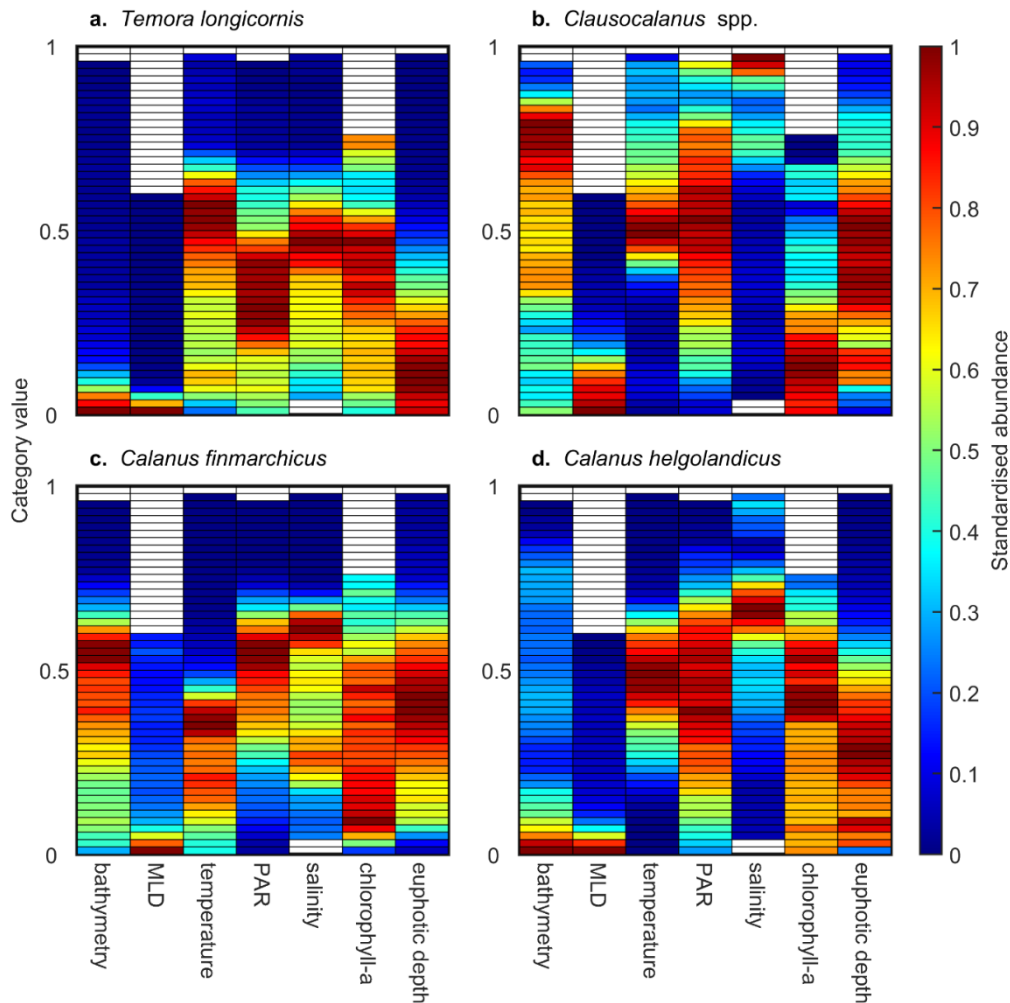 a. Temora longicornis
b. Clausocalanus spp.
1
0.5
0
1
0.9
0.8
0.7
0.6
0.5
0.4
0.3
0.2
0.1
0
Standardised abundance
Category value
c. Calanus finmarchicus
d. Calanus helgolandicus
1
0.5
0
1
0.5
0
1
0.5
0
bathymetry
MLD
temperature
PAR
salinity
chlorophyll-a
euphotic depth
bathymetry
MLD
temperature
PAR
salinity
chlorophyll-a
euphotic depth